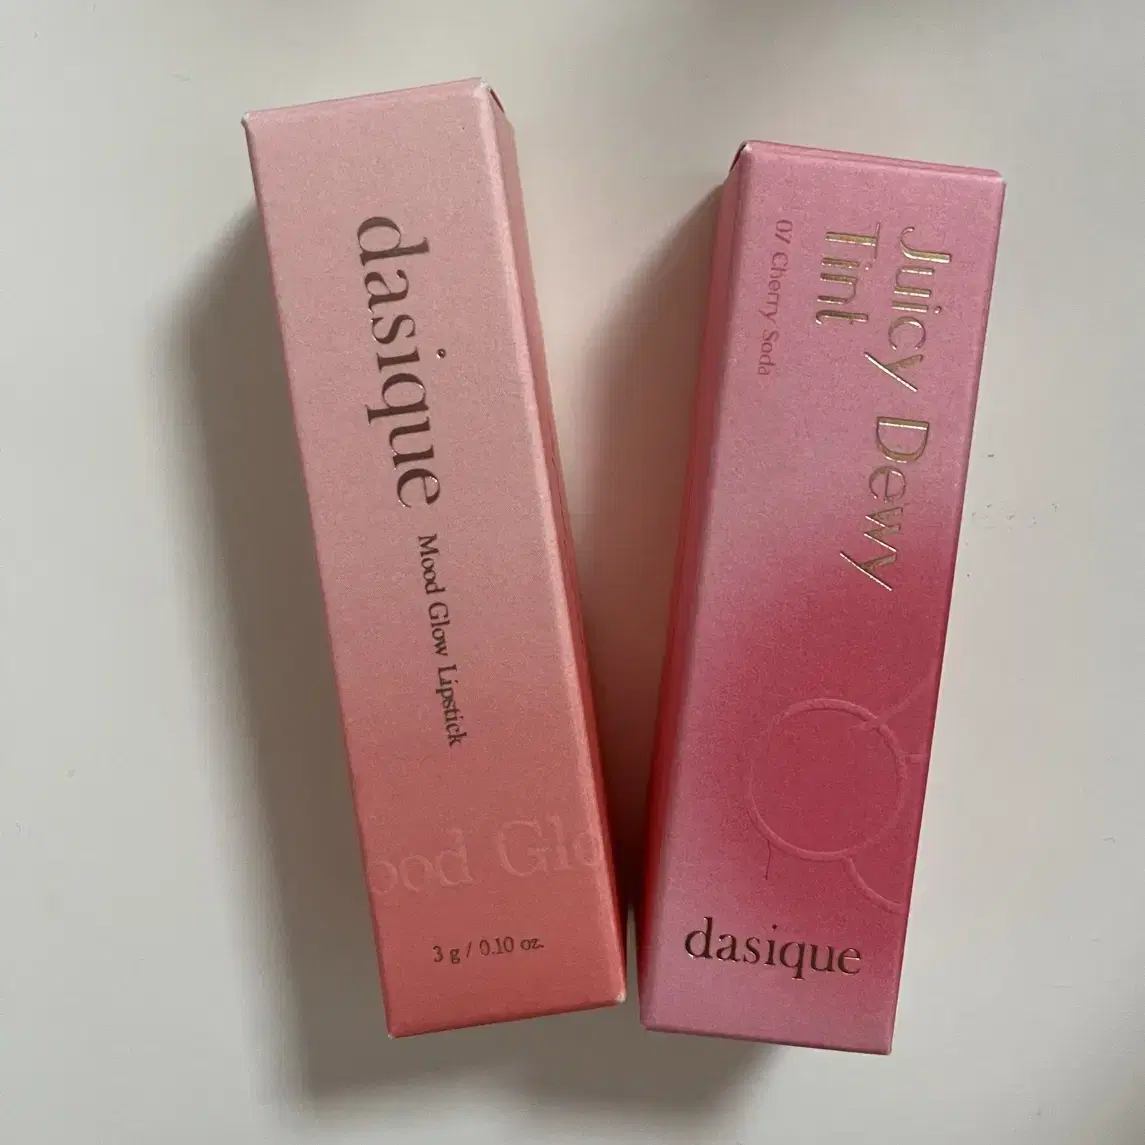 dasique
Mood Glow Lipstick
ood Glo
3 g / 0.10 oz.
Juicy Dewy
Tint
07 Cherry Soda
dasique